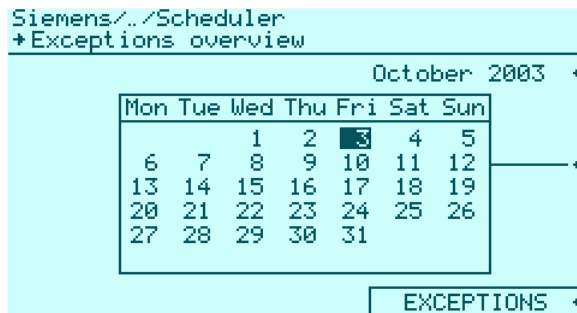 Siemens/../Scheduler
→Exceptions overview
October 2003
Mon Tue Wed Thu Fri Sat Sun
1 2 3 4 5
6 7 8 9 10 11 12
13 14 15 16 17 18 19
20 21 22 23 24 25 26
27 28 29 30 31
EXCEPTIONS